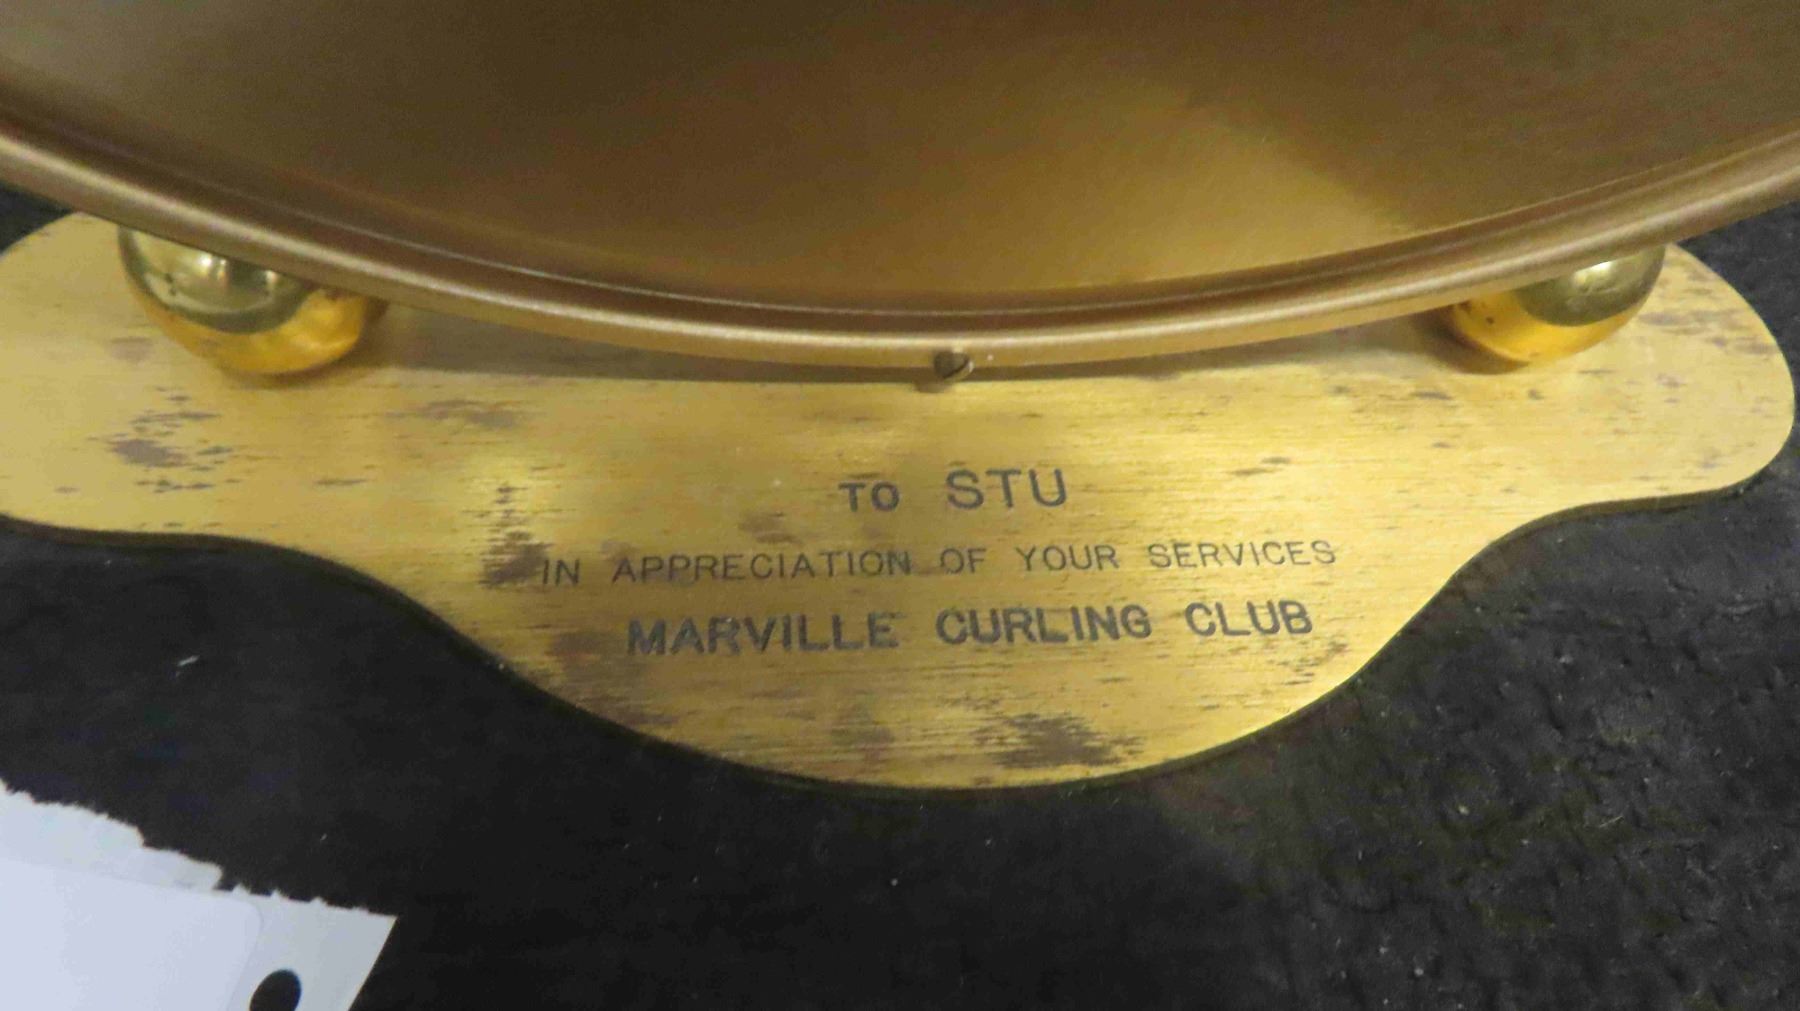 TO STU
IN APPRECIATION OF YOUR SERVICES
MARVILLE CURLING CLUB